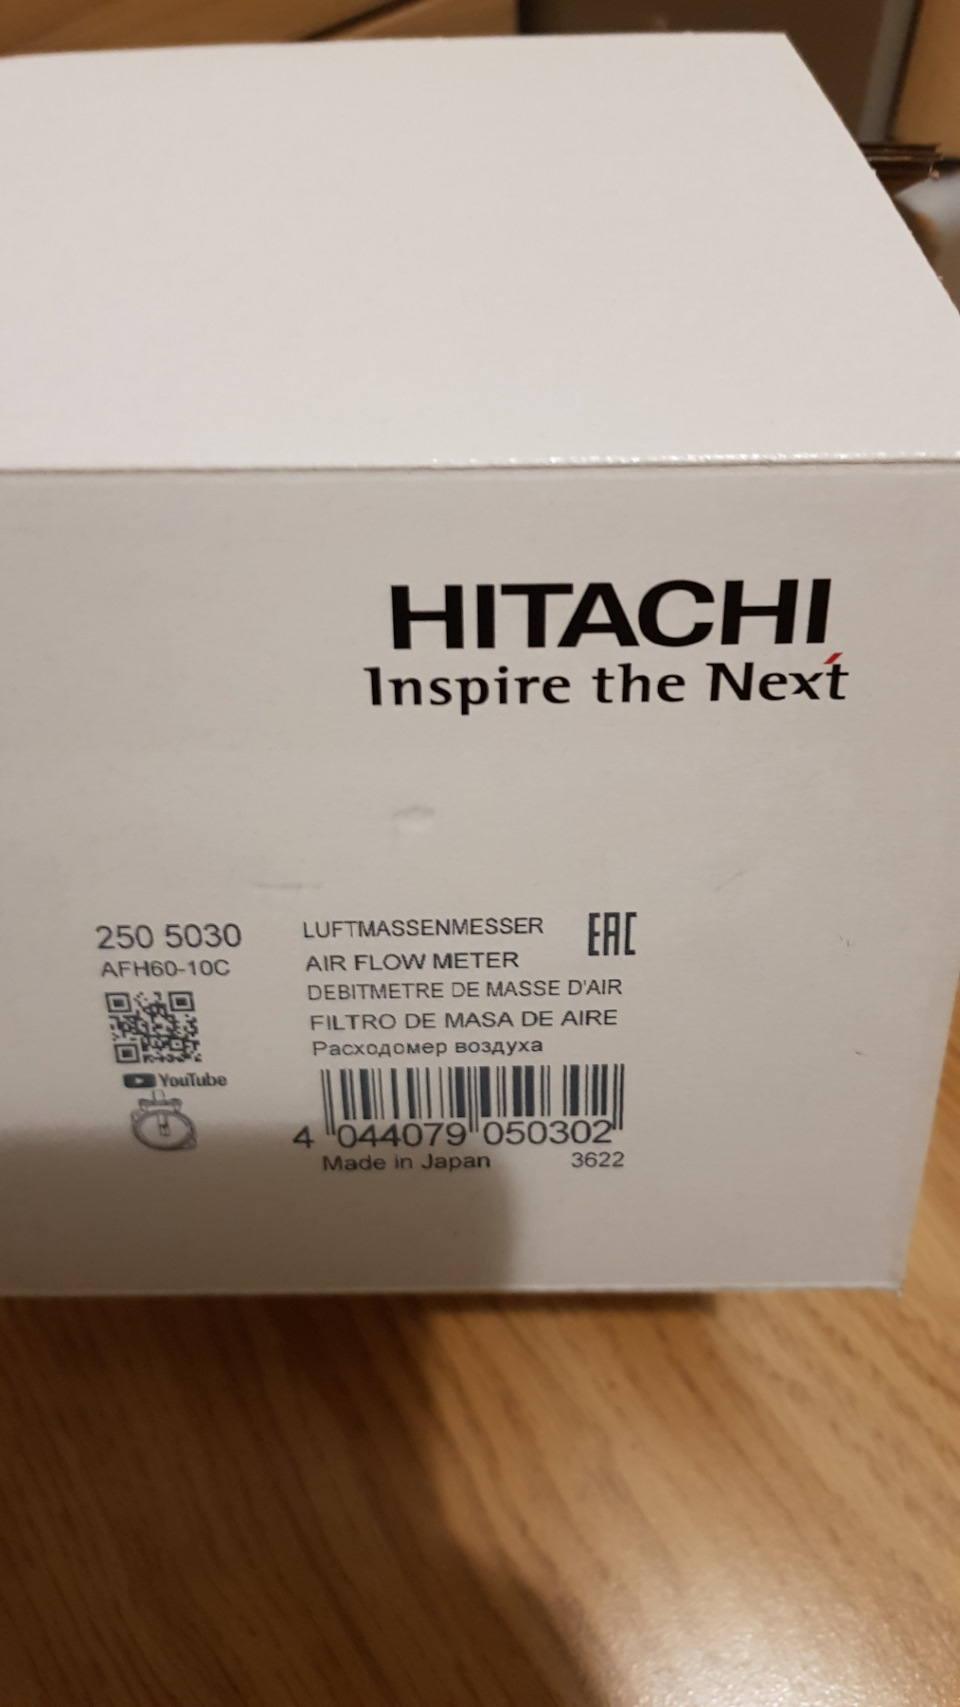 HITACHI
Inspire the Next
250 5030
AFH60-10C
YouTube
LUFTMASSENMESSER
EAC
AIR FLOW METER
DEBITMETRE DE MASSE D'AIR
FILTRO DE MASA DE AIRE
Расходомер воздуха
4 044079 050302
Made in Japan 3622